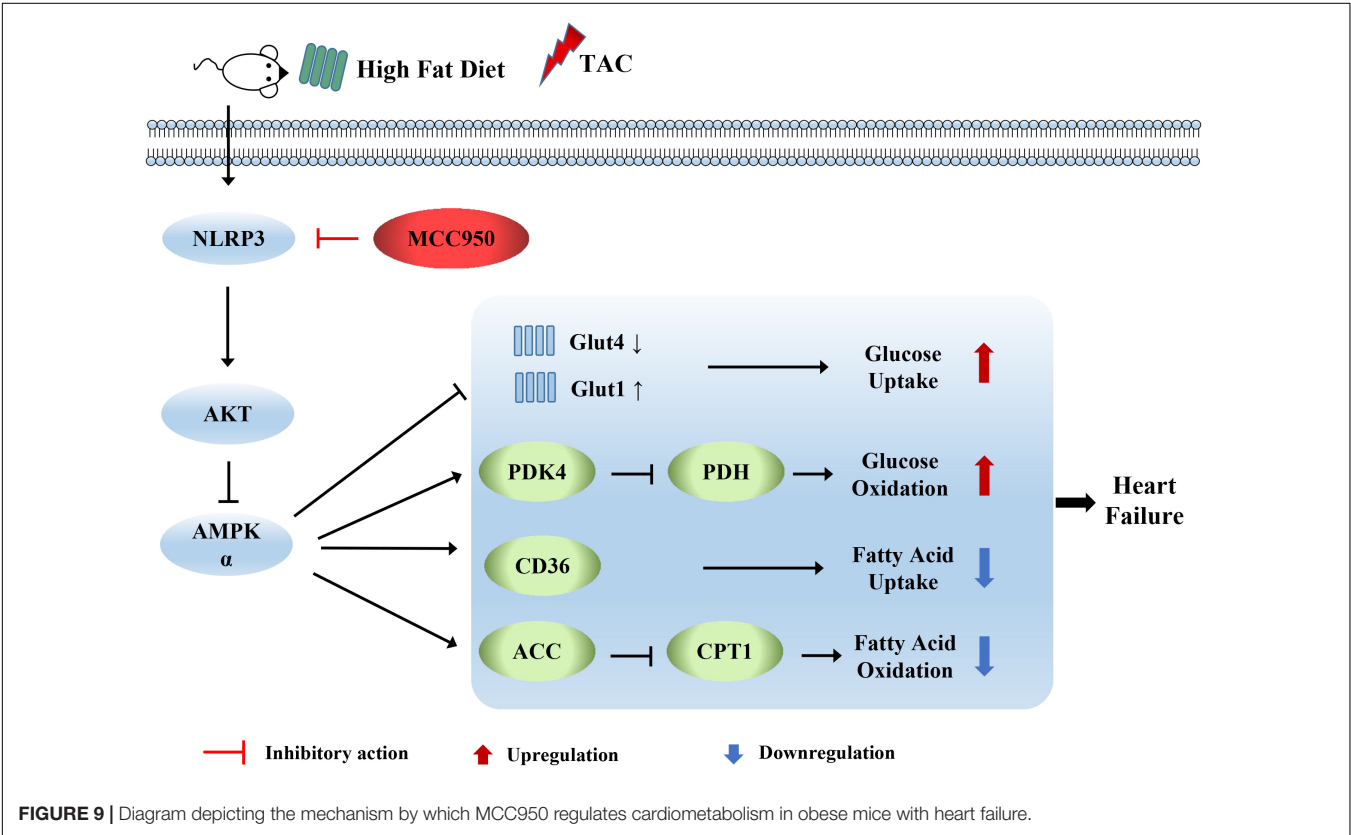 High Fat Diet
TAC
NLRP3
MCC950
AKT
AMPK
α
Glut4 ↓
Glut1 ↑
Glucose
Uptake
PDK4
PDH
Glucose
Oxidation
CD36
Fatty Acid
Uptake
ACC
CPT1
Fatty Acid
Oxidation
Heart
Failure
Inhibitory action
Upregulation
Downregulation
FIGURE 9 | Diagram depicting the mechanism by which MCC950 regulates cardiometabolism in obese mice with heart failure.